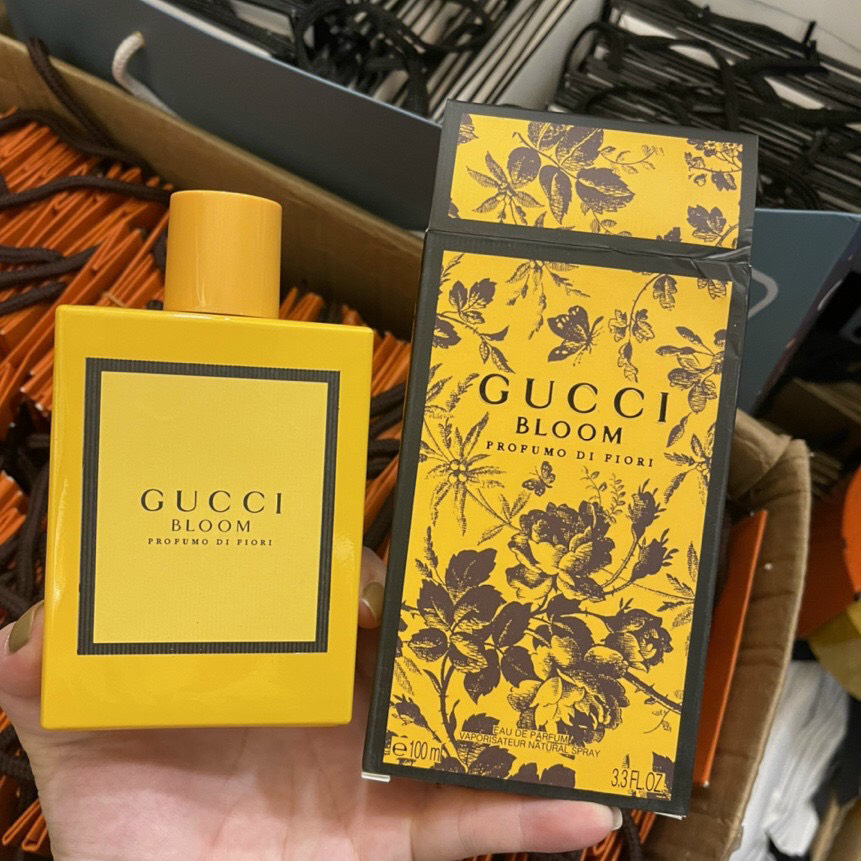 GUCCI
BLOOM
PROFUMO DI FIORI
GUCCI
BLOOM
PROFUMO DI FIORI
EAU DE PARFUM
VAPORISATEUR NATURAL SPRAY
e 100 ml
3.3 FL.OZ